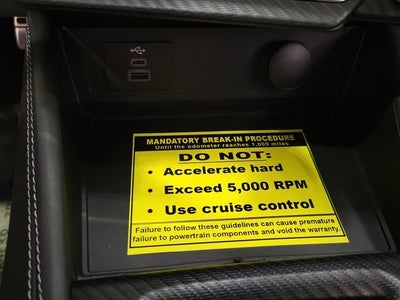 MANDATORY BREAK-IN PROCEDURE
Until the odometer reaches 1,000 miles
DO NOT:
• Accelerate hard
• Exceed 5,000 RPM
• Use cruise control
Failure to follow these guidelines can cause premature
failure to powertrain components and void the warranty.